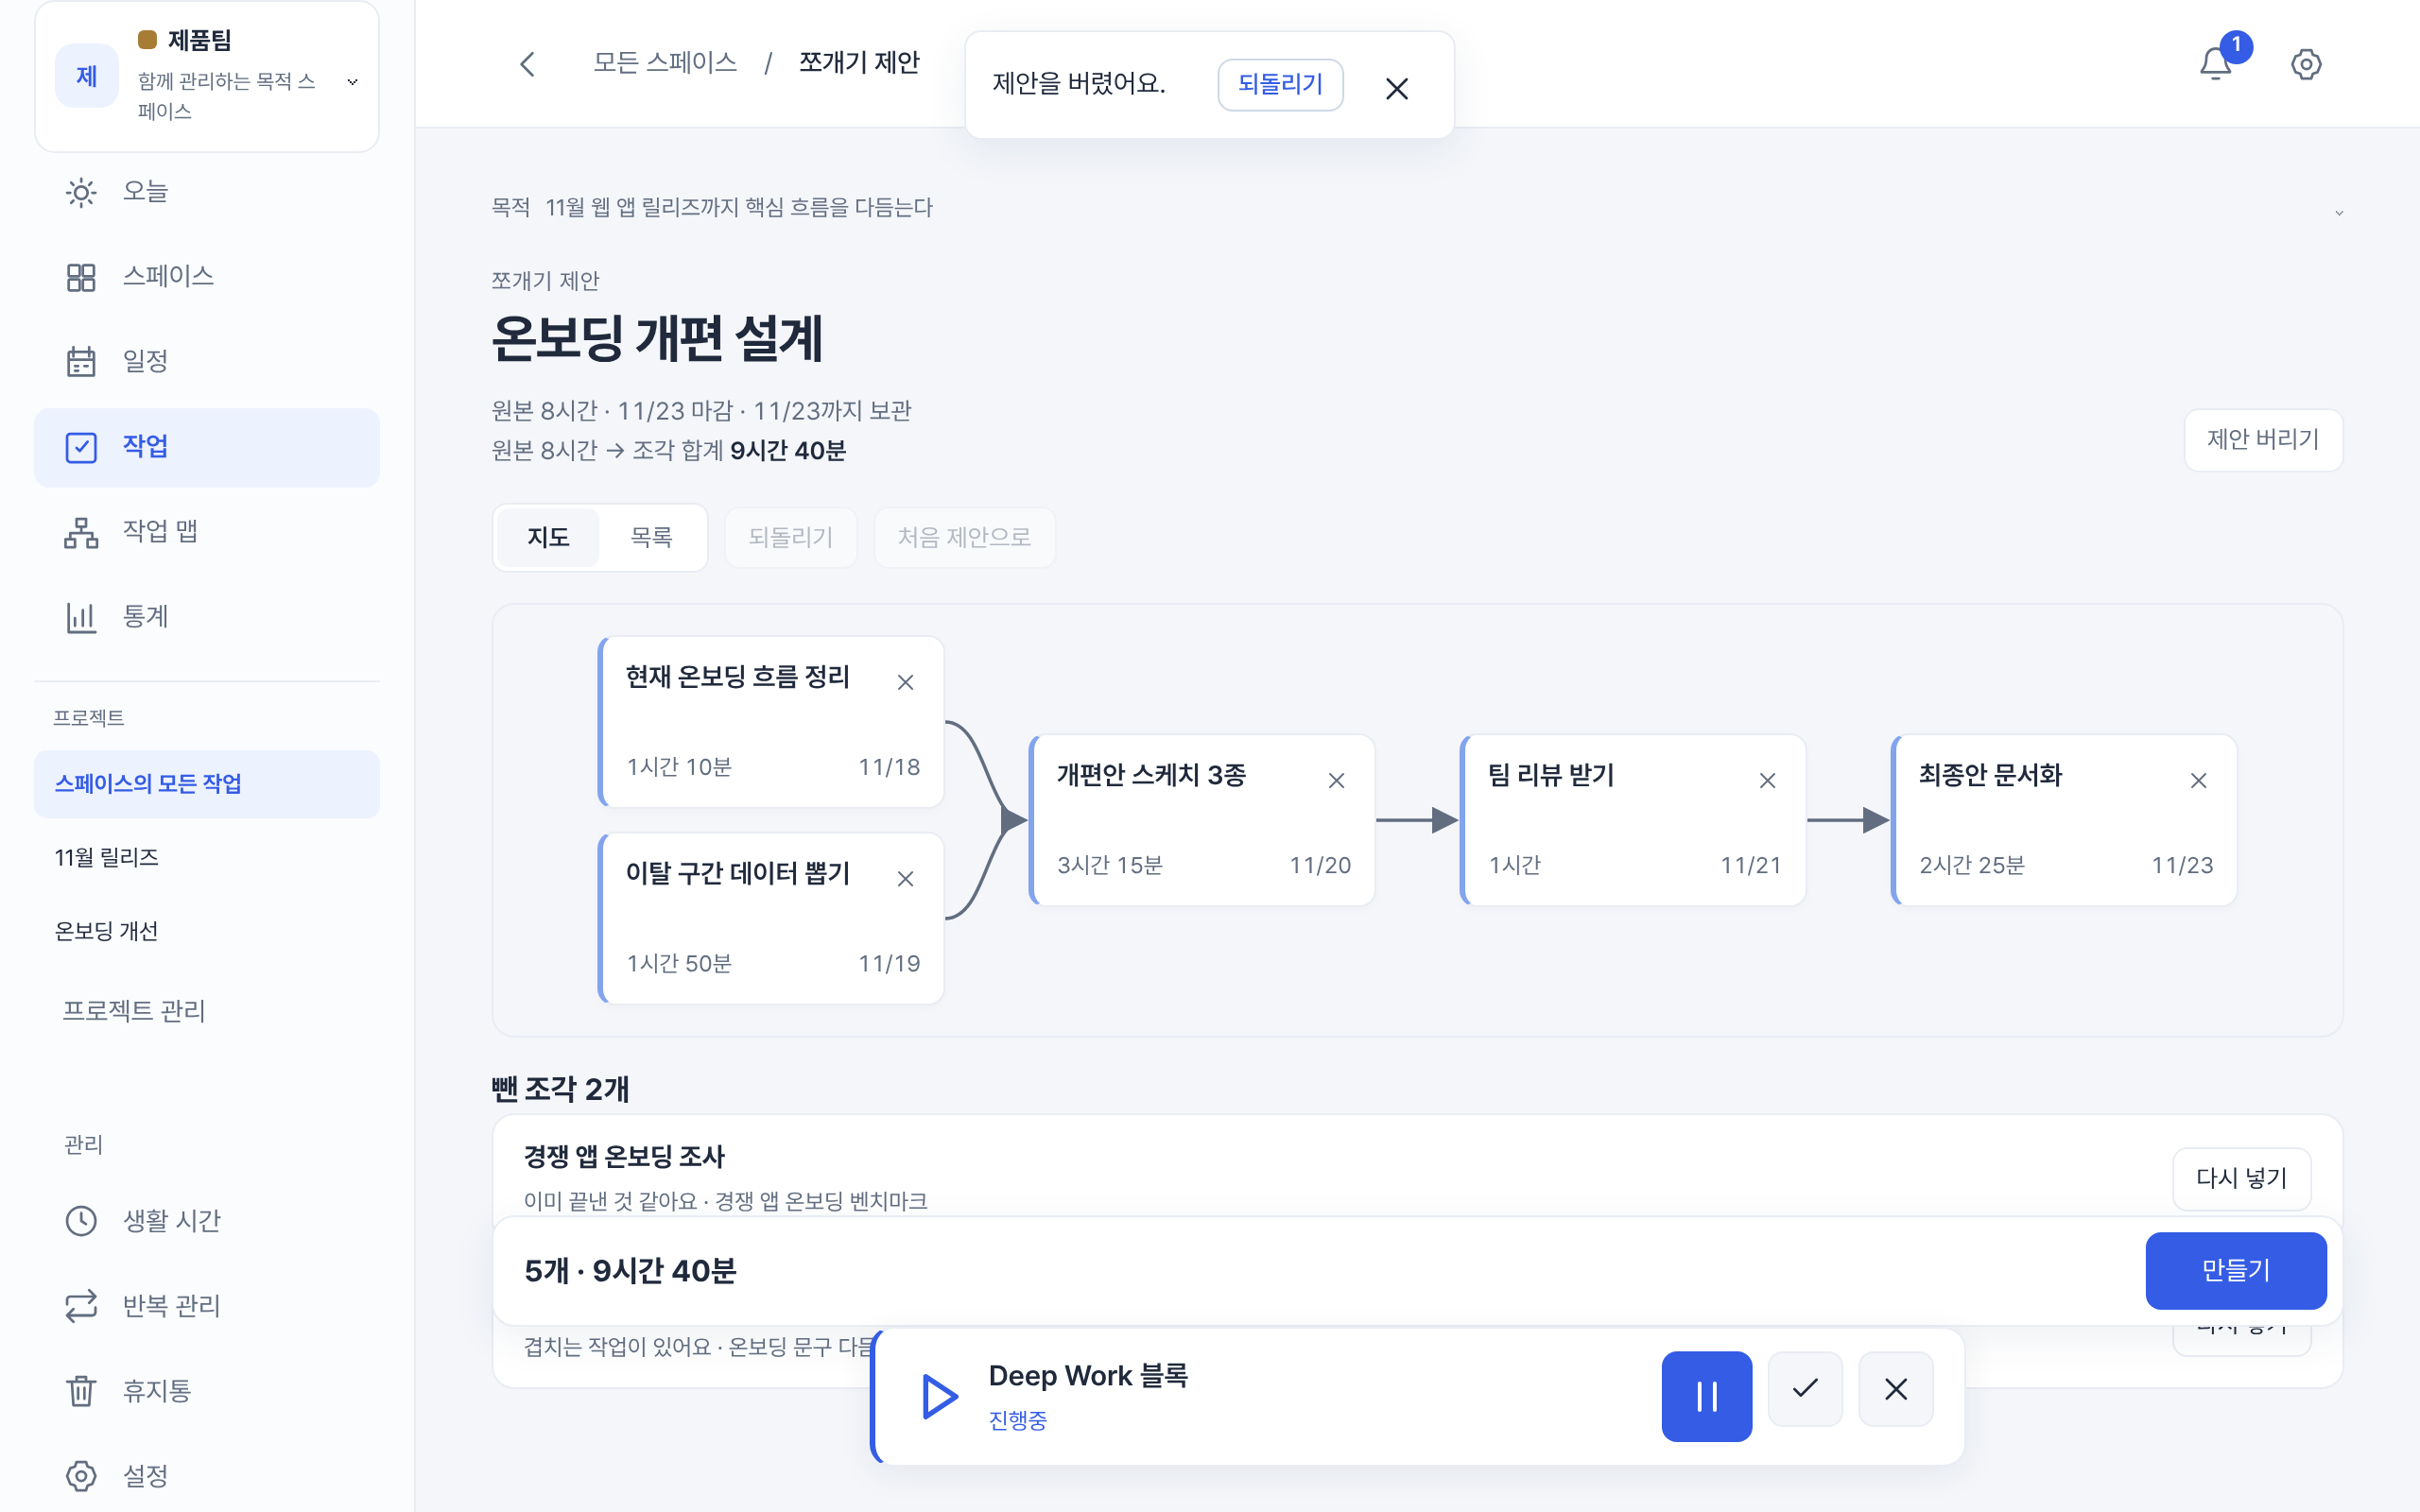 제
제품팀
함께 관리하는 목적 스
페이스
오늘
스페이스
일정
작업
작업 맵
통계
프로젝트
스페이스의 모든 작업
11월 릴리즈
온보딩 개선
프로젝트 관리
관리
생활 시간
반복 관리
휴지통
설정
모든 스페이스 / 쪼개기 제안
제안을 버렸어요.
되돌리기
1
목적 11월 웹 앱 릴리즈까지 핵심 흐름을 다듬는다
쪼개기 제안
온보딩 개편 설계
원본 8시간 · 11/23 마감 · 11/23까지 보관
원본 8시간 → 조각 합계 9시간 40분
제안 버리기
지도
목록
되돌리기
처음 제안으로
현재 온보딩 흐름 정리
1시간 10분
11/18
이탈 구간 데이터 뽑기
1시간 50분
11/19
개편안 스케치 3종
3시간 15분
11/20
팀 리뷰 받기
1시간
11/21
최종안 문서화
2시간 25분
11/23
뺀 조각 2개
경쟁 앱 온보딩 조사
이미 끝낸 것 같아요 · 경쟁 앱 온보딩 벤치마크
다시 넣기
5개 · 9시간 40분
만들기
겹치는 작업이 있어요 · 온보딩 문구
Deep Work 블록
진행중